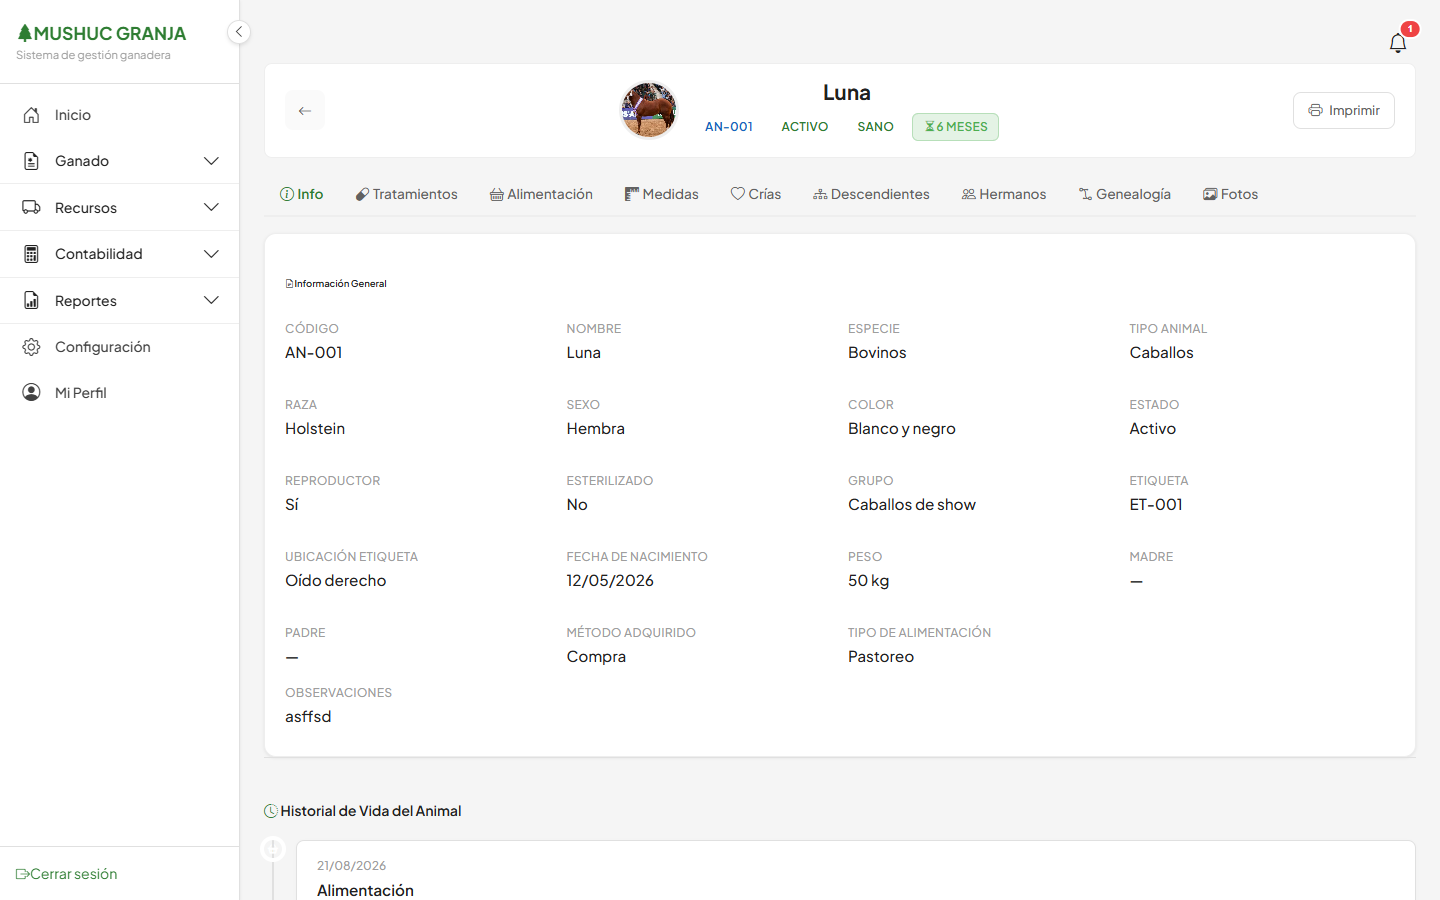 MUSHUC GRANJA
Sistema de gestión ganadera
Inicio
Ganado
Recursos
Contabilidad
Reportes
Configuración
Mi Perfil
Cerrar sesión
1
Luna
AN-001 ACTIVO SANO 6 MESES
Imprimir
Info Tratamientos Alimentación Medidas Crías Descendientes Hermanos Genealogía Fotos
Información General
CÓDIGO NOMBRE ESPECIE TIPO ANIMAL
AN-001 Luna Bovinos Caballos
RAZA SEXO COLOR ESTADO
Holstein Hembra Blanco y negro Activo
REPRODUCTOR ESTERILIZADO GRUPO ETIQUETA
Sí No Caballos de show ET-001
UBICACIÓN ETIQUETA FECHA DE NACIMIENTO PESO MADRE
Oído derecho 12/05/2026 50 kg —
PADRE MÉTODO ADQUIRIDO TIPO DE ALIMENTACIÓN
— Compra Pastoreo
OBSERVACIONES
asffsd
Historial de Vida del Animal
21/08/2026
Alimentación